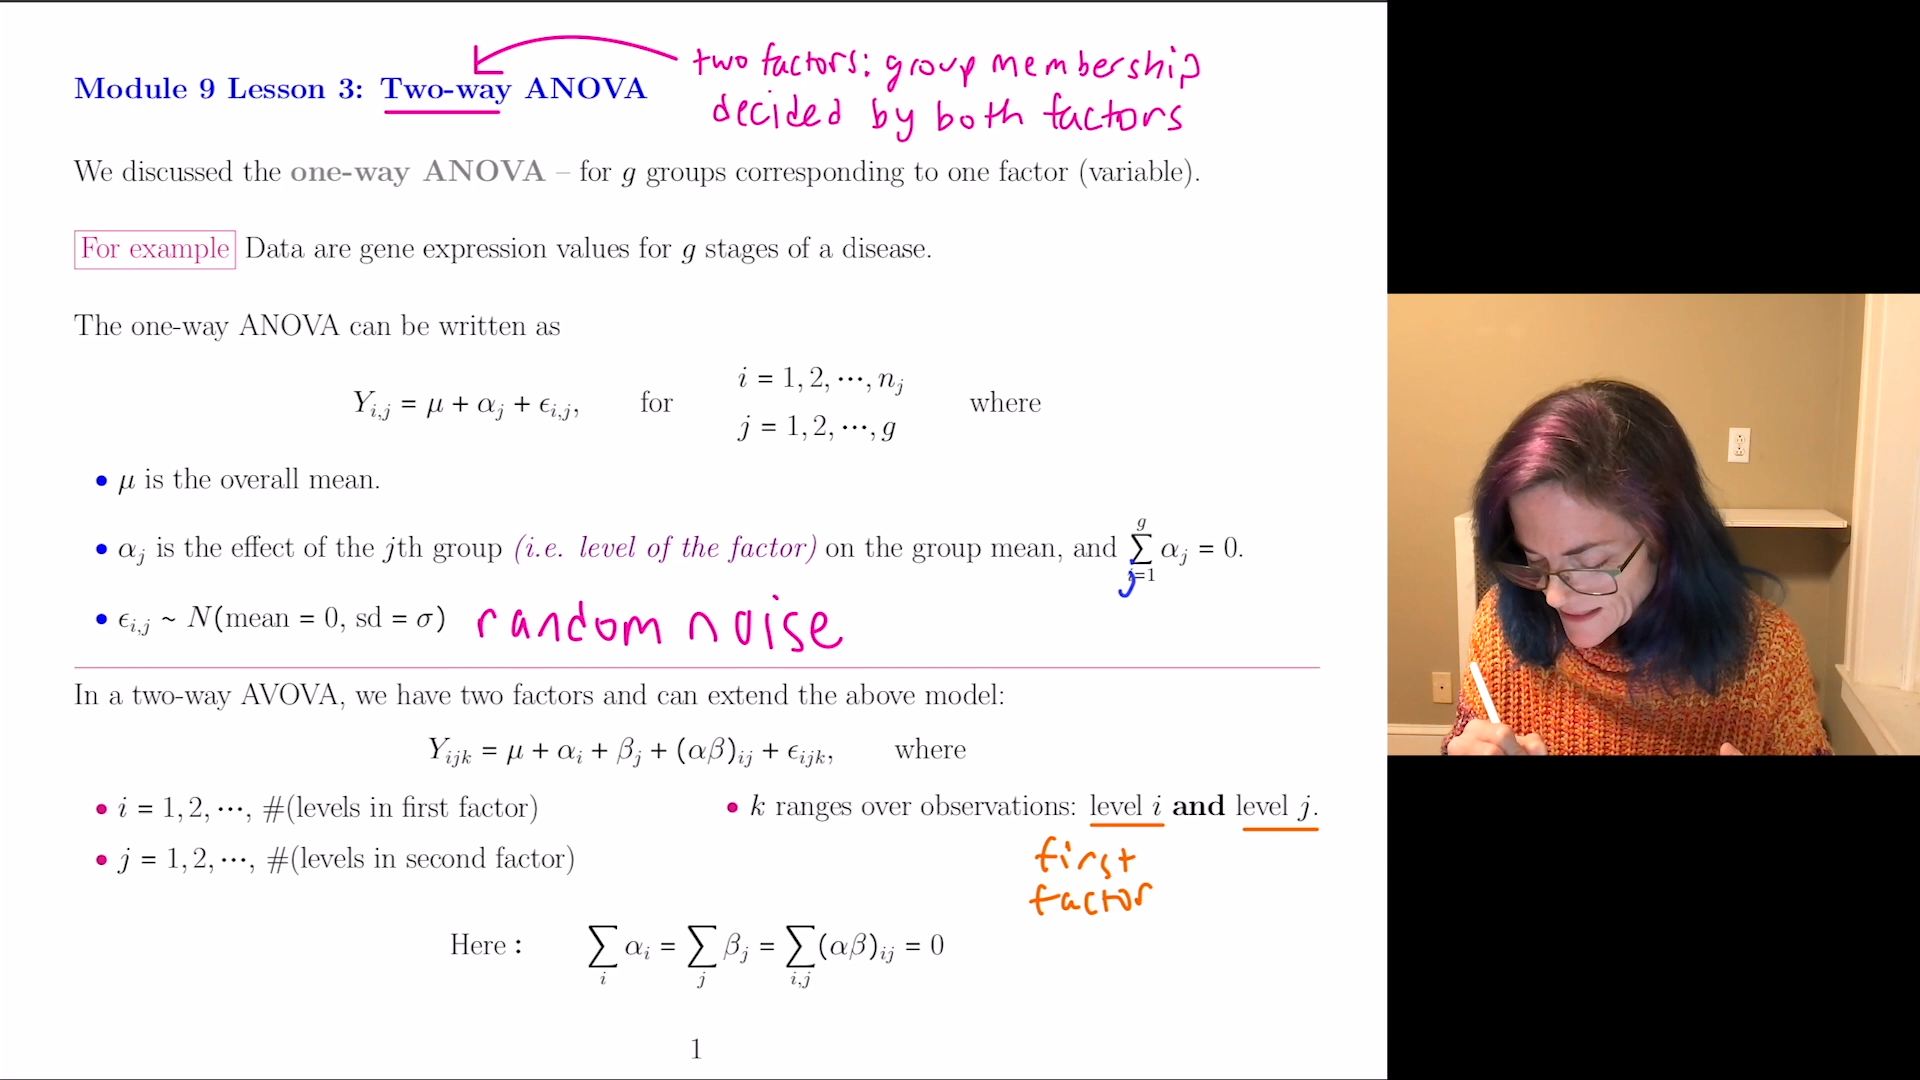 two factors: group membership
Module 9 Lesson 3: Two-way ANOVA
decided by both factors
We discussed the one-way ANOVA – for g groups corresponding to one factor (variable).
For example Data are gene expression values for g stages of a disease.
The one-way ANOVA can be written as
Y_{i,j} = μ + α_j + ϵ_{i,j}, for i = 1, 2, ⋯, n_j where
j = 1, 2, ⋯, g
• μ is the overall mean.
• α_j is the effect of the jth group (i.e. level of the factor) on the group mean, and ∑_{j=1}^{g} α_j = 0.
• ϵ_{i,j} ~ N(mean = 0, sd = σ) random noise
In a two-way AVOVA, we have two factors and can extend the above model:
Y_{ijk} = μ + α_i + β_j + (αβ)_{ij} + ϵ_{ijk}, where
• i = 1, 2, ⋯, #(levels in first factor) • k ranges over observations: level i and level j.
• j = 1, 2, ⋯, #(levels in second factor)
first
factor
Here : ∑_i α_i = ∑_j β_j = ∑_{i,j} (αβ)_{ij} = 0
1